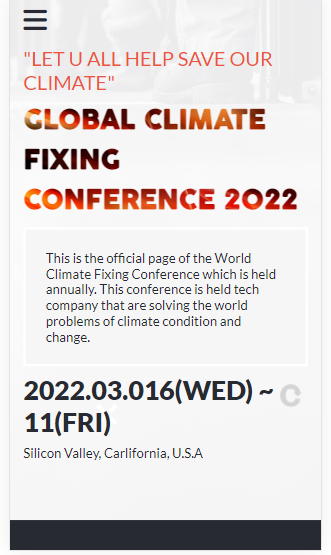 "LET U ALL HELP SAVE OUR
CLIMATE"
GLOBAL CLIMATE
FIXING
CONFERENCE 2022
This is the official page of the World
Climate Fixing Conference which is held
annually. This conference is held tech
company that are solving the world
problems of climate condition and
change.
2022.03.016(WED) ~
11(FRI)
Silicon Valley, Carlifornia, U.S.A